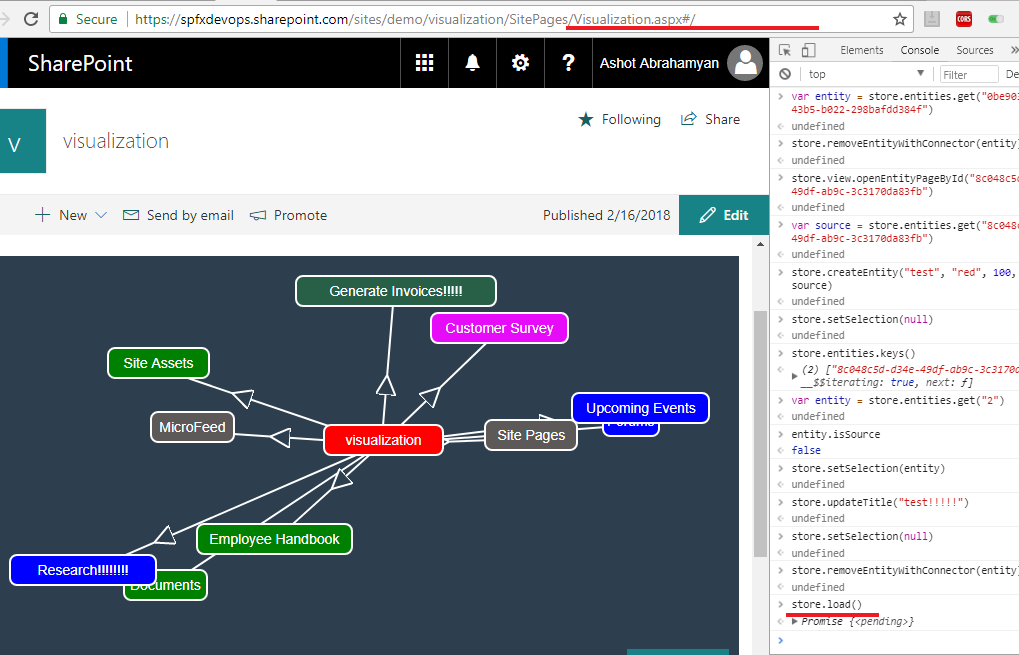 Secure https://spfxdevops.sharepoint.com/sites/demo/visualization/SitePages/Visualization.aspx#/
CORS
SharePoint
? Ashot Abrahamyan
Following Share
V visualization
+ New Send by email Promote Published 2/16/2018 Edit
Generate Invoices!!!!!
Customer Survey
Site Assets
Upcoming Events
MicroFeed
Forums
visualization
Site Pages
Employee Handbook
Research!!!!!!!!
Documents
Elements Console Sources »
top Filter De
> var entity = store.entities.get("0be903
43b5-b022-298bafdd384f")
< undefined
> store.removeEntityWithConnector(entity)
< undefined
> store.view.openEntityPageById("8c048c5d
49df-ab9c-3c3170da83fb")
< undefined
> var source = store.entities.get("8c048c
49df-ab9c-3c3170da83fb")
< undefined
> store.createEntity("test", "red", 100,
source)
< undefined
> store.setSelection(null)
< undefined
> store.entities.keys()
< (2) ["8c048c5d-d34e-49df-ab9c-3c3170d
__$$iterating: true, next: ƒ]
> var entity = store.entities.get("2")
< undefined
> entity.isSource
< false
> store.setSelection(entity)
< undefined
> store.updateTitle("test!!!!!")
< undefined
> store.setSelection(null)
< undefined
> store.removeEntityWithConnector(entity)
< undefined
> store.load()
< Promise {<pending>}
>